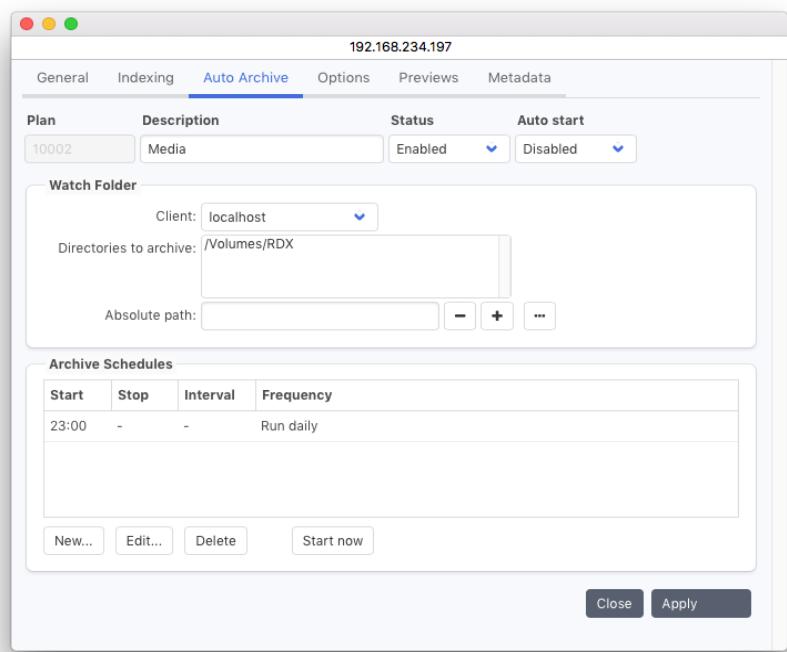 192.168.234.197
General Indexing Auto Archive Options Previews Metadata
Plan Description Status Auto start
10002 Media Enabled Disabled
Watch Folder
Client: localhost
Directories to archive: /Volumes/RDX
Absolute path: − + ···
Archive Schedules
Start Stop Interval Frequency
23:00 - - Run daily
New... Edit... Delete Start now
Close Apply